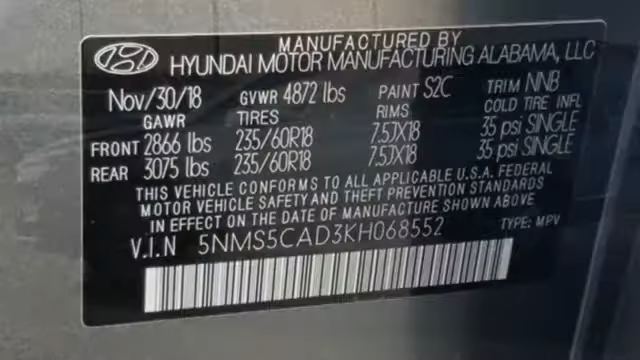 MANUFACTURED BY
HYUNDAI MOTOR MANUFACTURING ALABAMA, LLC
Nov/30/18 GVWR 4872 lbs PAINT S2C TRIM NNB
GAWR TIRES RIMS COLD TIRE INFL
FRONT 2866 lbs 235/60R18 7.5JX18 35 psi SINGLE
REAR 3075 lbs 235/60R18 7.5JX18 35 psi SINGLE
THIS VEHICLE CONFORMS TO ALL APPLICABLE U.S.A. FEDERAL
MOTOR VEHICLE SAFETY AND THEFT PREVENTION STANDARDS
IN EFFECT ON THE DATE OF MANUFACTURE SHOWN ABOVE.
V.I.N 5NMS5CAD3KH068552 TYPE: MPV